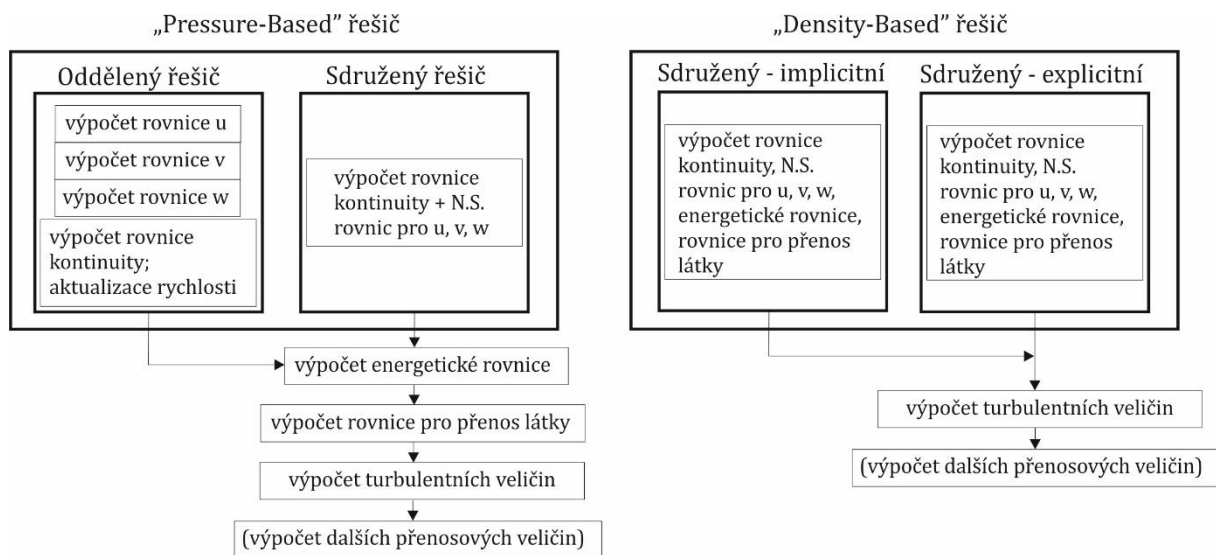 „Pressure-Based” řešič
Oddělený řešič
výpočet rovnice u
výpočet rovnice v
výpočet rovnice w
výpočet rovnice
kontinuity;
aktualizace rychlosti
Sdružený řešič
výpočet rovnice
kontinuity + N.S.
rovnic pro u, v, w
výpočet energetické rovnice
výpočet rovnice pro přenos látky
výpočet turbulentních veličin
(výpočet dalších přenosových veličin)
„Density-Based” řešič
Sdružený - implicitní
výpočet rovnice
kontinuity, N.S.
rovnic pro u, v, w,
energetické rovnice,
rovnice pro přenos
látky
Sdružený - explicitní
výpočet rovnice
kontinuity, N.S.
rovnic pro u, v, w,
energetické rovnice,
rovnice pro přenos
látky
výpočet turbulentních veličin
(výpočet dalších přenosových veličin)